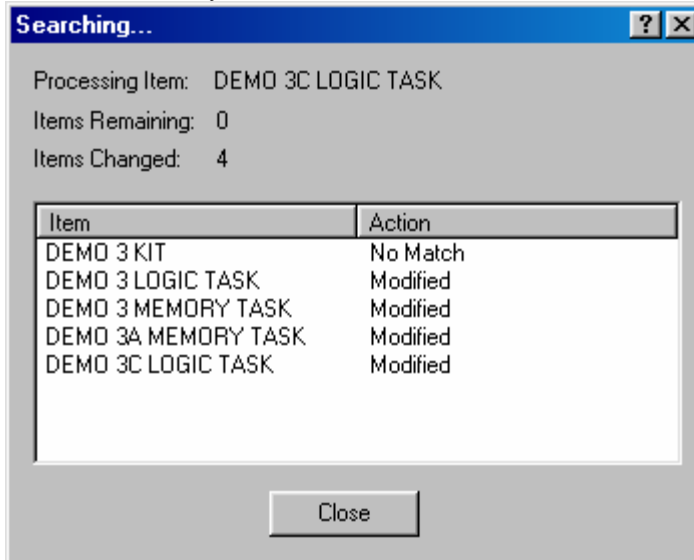 Searching...
Processing Item: DEMO 3C LOGIC TASK
Items Remaining: 0
Items Changed: 4
Item Action
DEMO 3 KIT No Match
DEMO 3 LOGIC TASK Modified
DEMO 3 MEMORY TASK Modified
DEMO 3A MEMORY TASK Modified
DEMO 3C LOGIC TASK Modified
Close